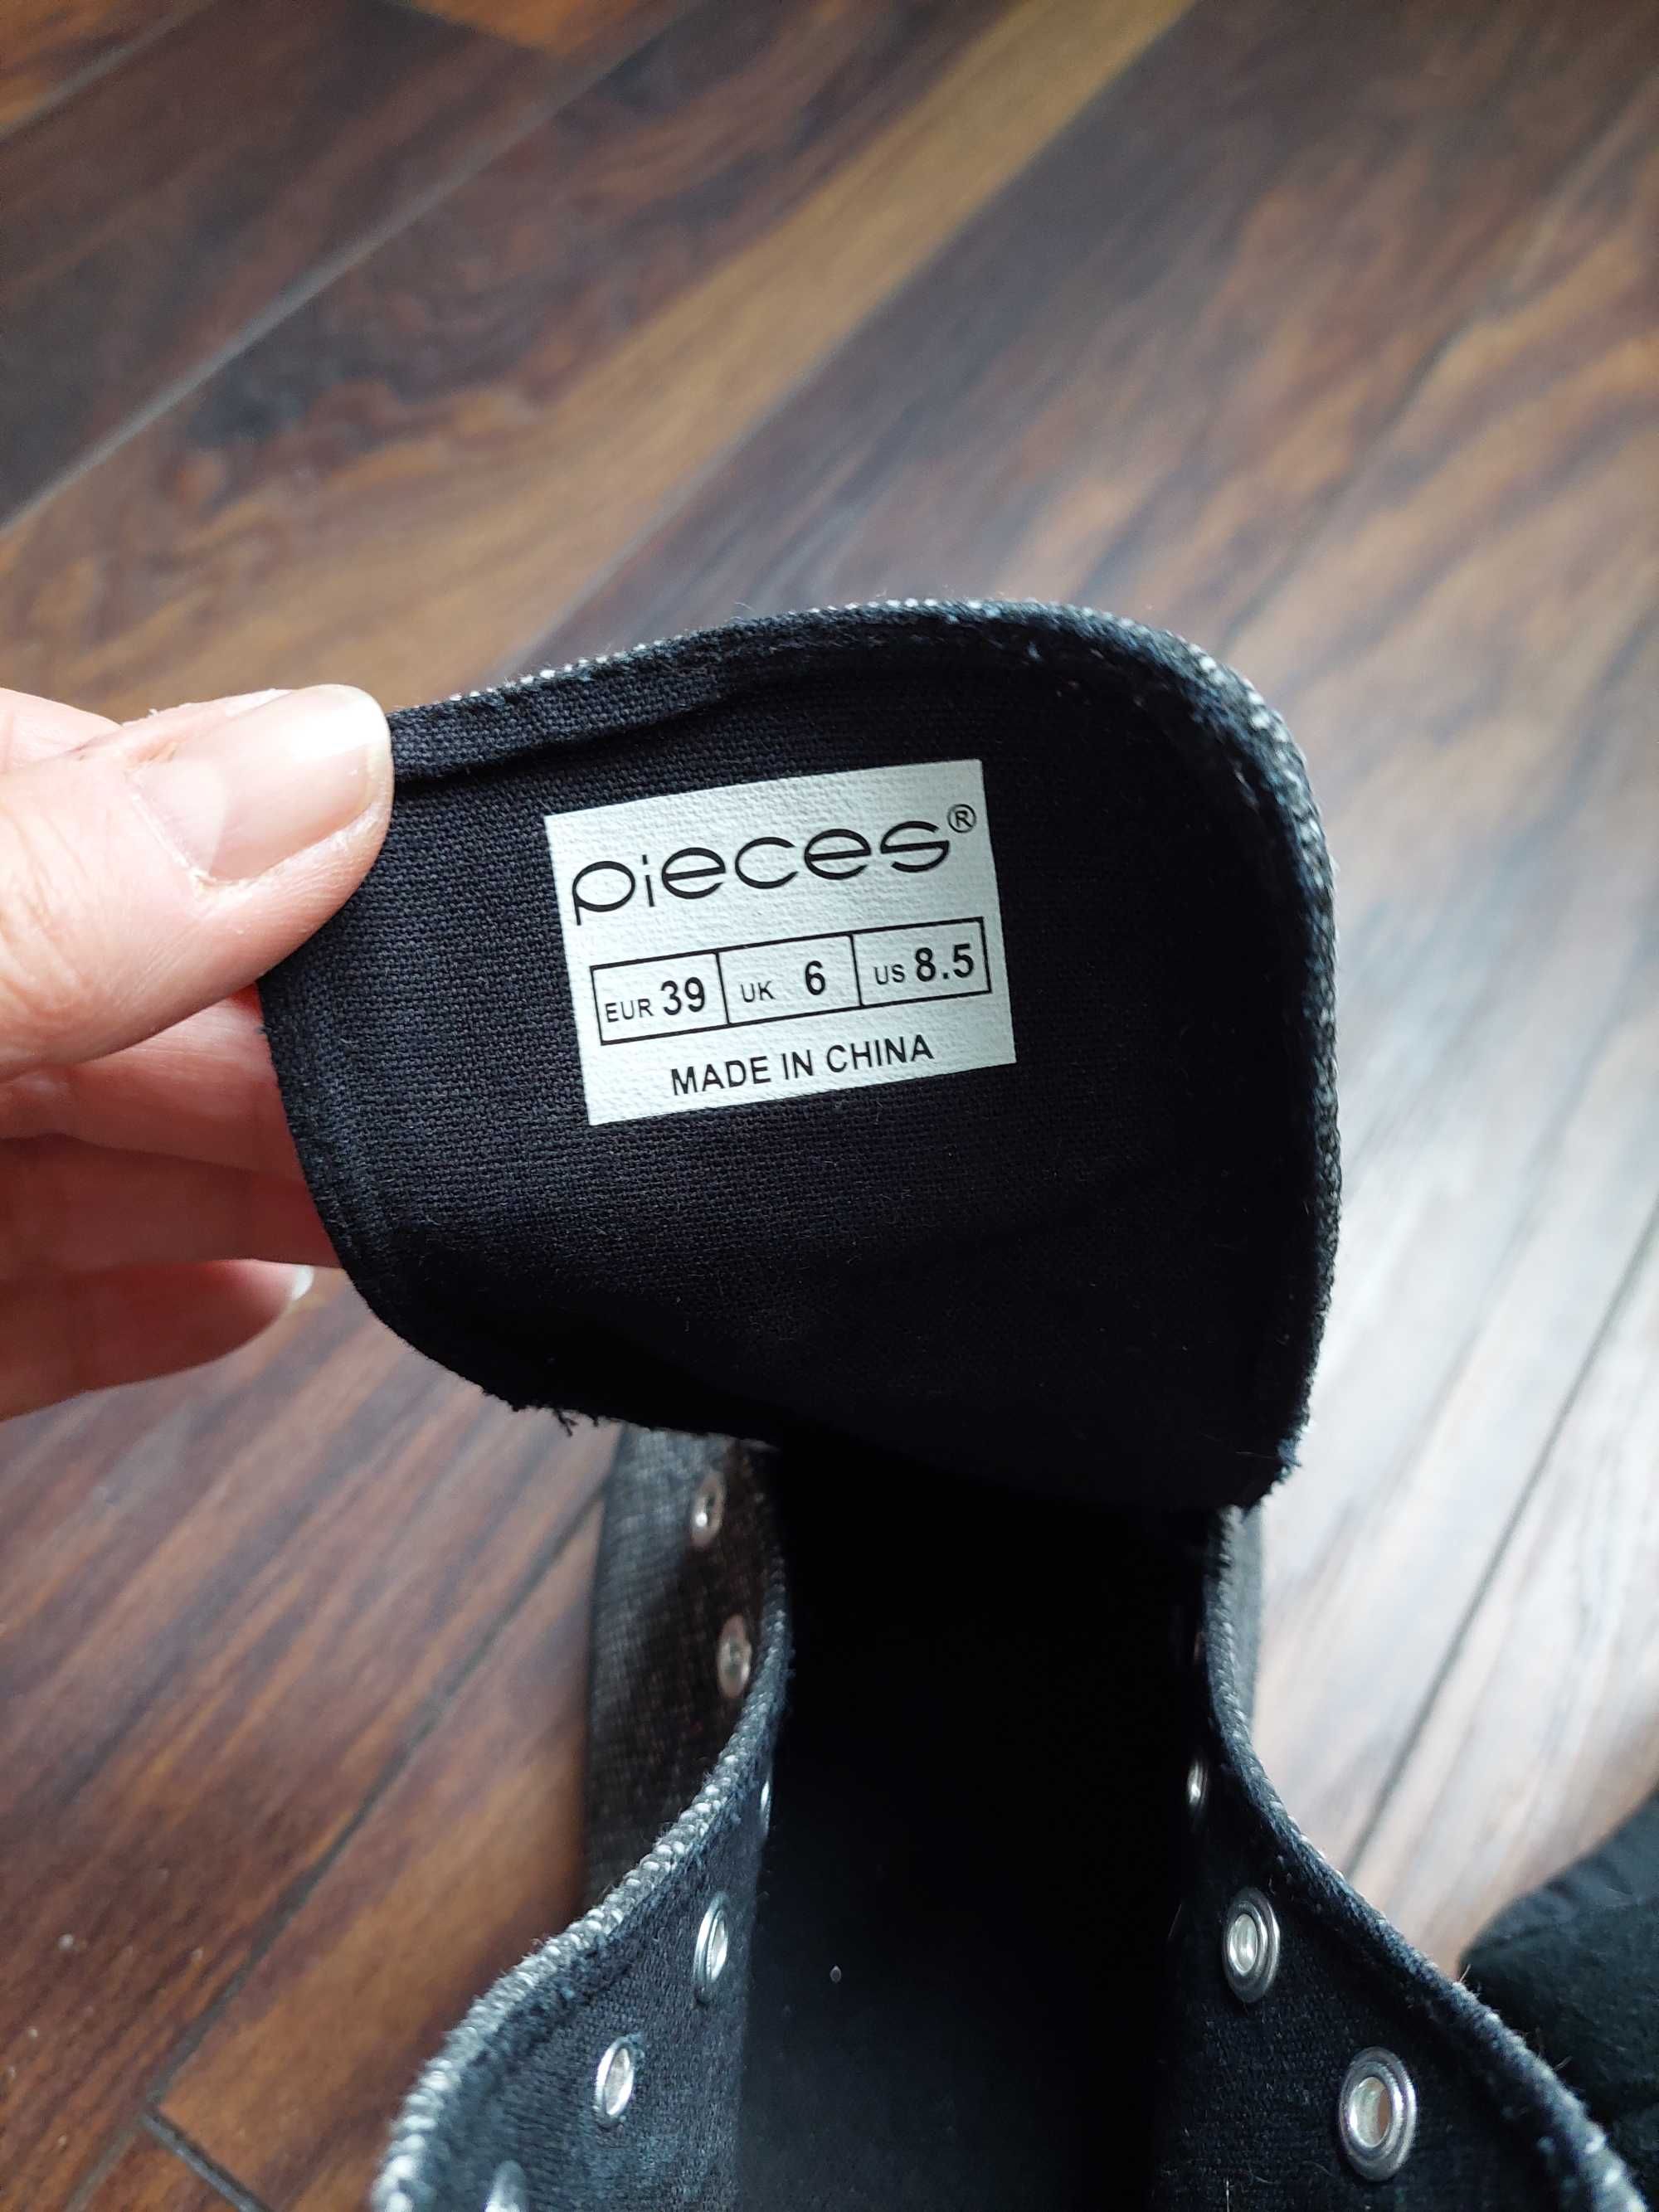 pieces®
EUR 39 UK 6 US 8.5
MADE IN CHINA